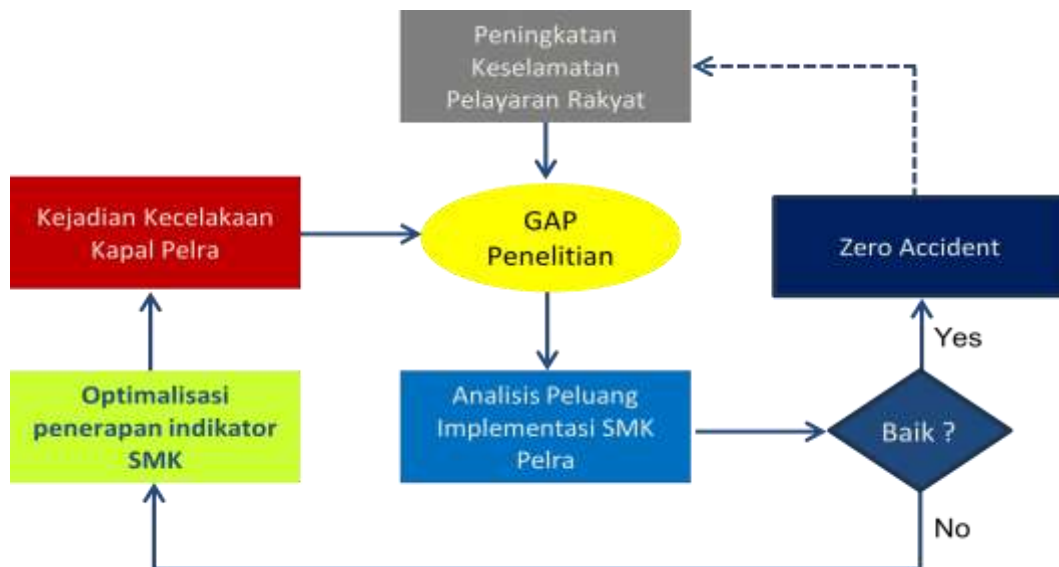 Peningkatan
Keselamatan
Pelayaran Rakyat
Kejadian Kecelakaan
Kapal Pelra
GAP
Penelitian
Zero Accident
Yes
Optimalisasi
penerapan indikator
SMK
Analisis Peluang
Implementasi SMK
Pelra
Baik ?
No